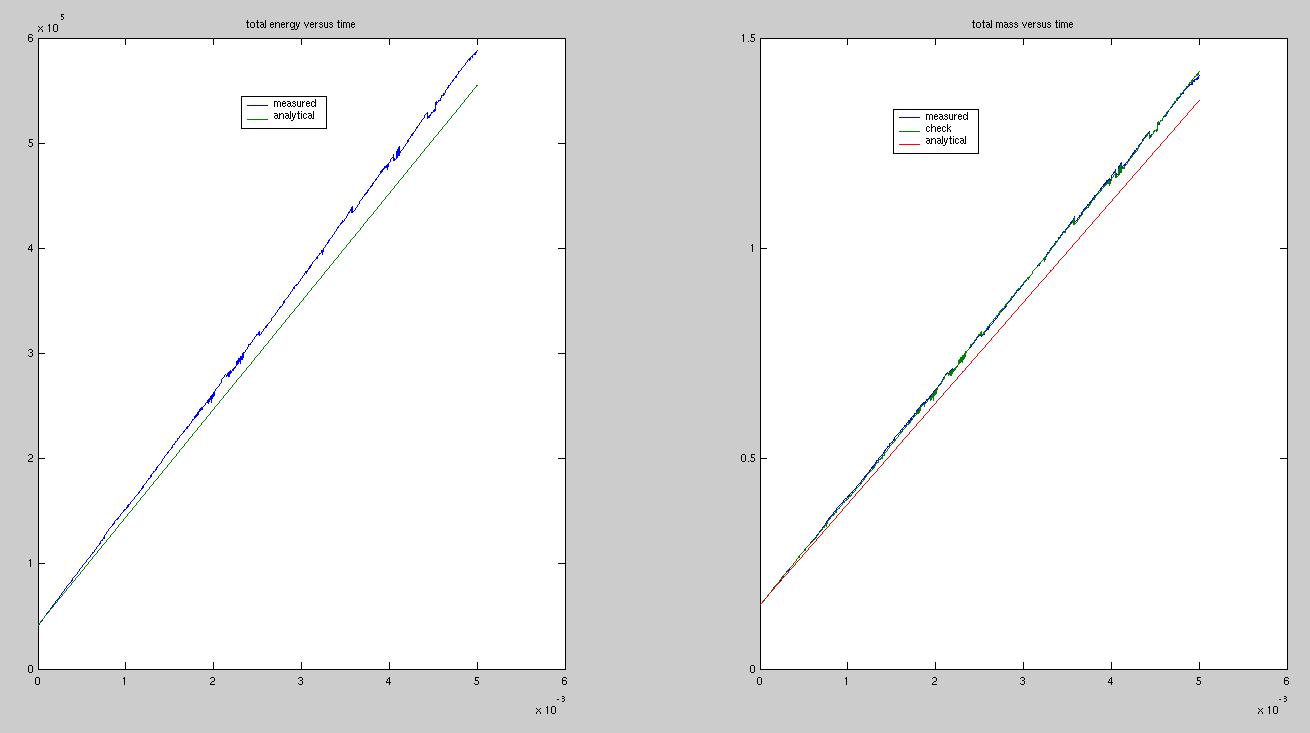 total energy versus time
x 10^5
6
5
4
3
2
1
0
measured
analytical
0 1 2 3 4 5 6
x 10^-3
total mass versus time
1.5
1
0.5
0
measured
check
analytical
0 1 2 3 4 5 6
x 10^-3